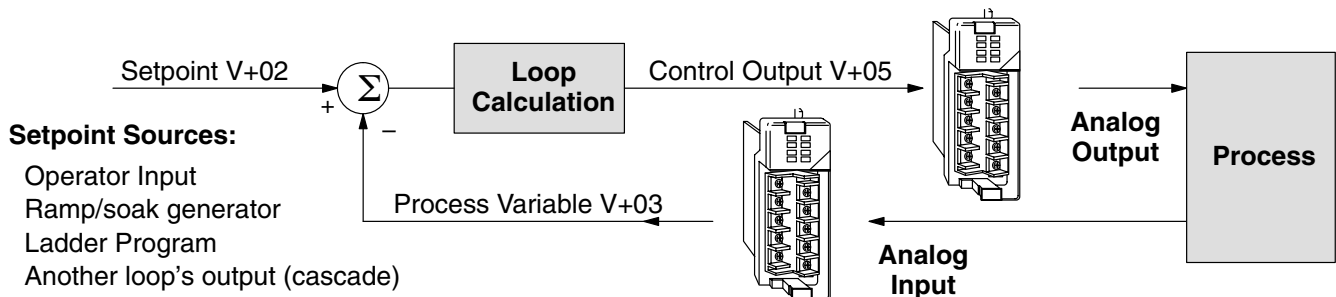 Setpoint V+02
+
Σ
−
Loop
Calculation
Control Output V+05
Analog
Output
Process
Setpoint Sources:
Operator Input
Ramp/soak generator
Ladder Program
Another loop's output (cascade)
Process Variable V+03
Analog
Input